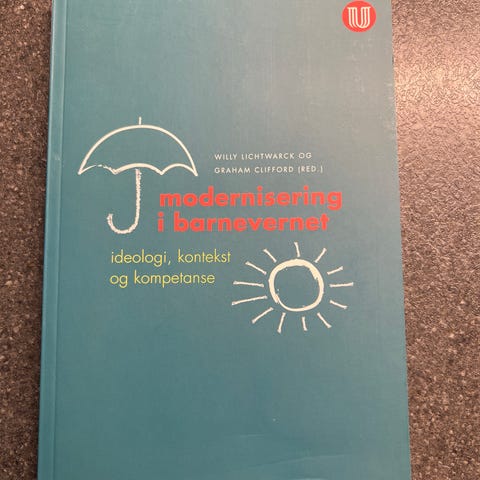 WILLY LICHTWARCK OG
GRAHAM CLIFFORD (RED.)
modernisering
i barnevernet
ideologi, kontekst
og kompetanse